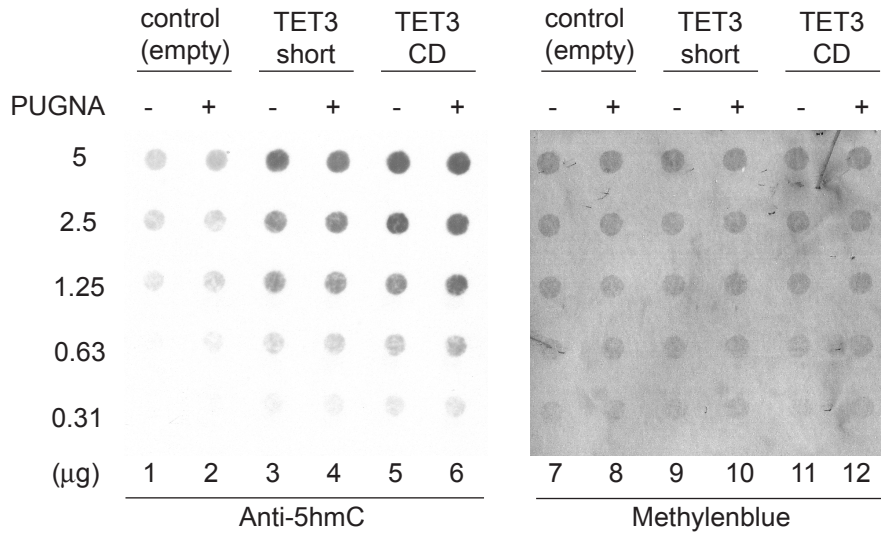 control TET3 TET3 control TET3 TET3
(empty) short CD (empty) short CD
PUGNA - + - + - + - + - + - +
5
2.5
1.25
0.63
0.31
(µg) 1 2 3 4 5 6 7 8 9 10 11 12
Anti-5hmC Methylenblue